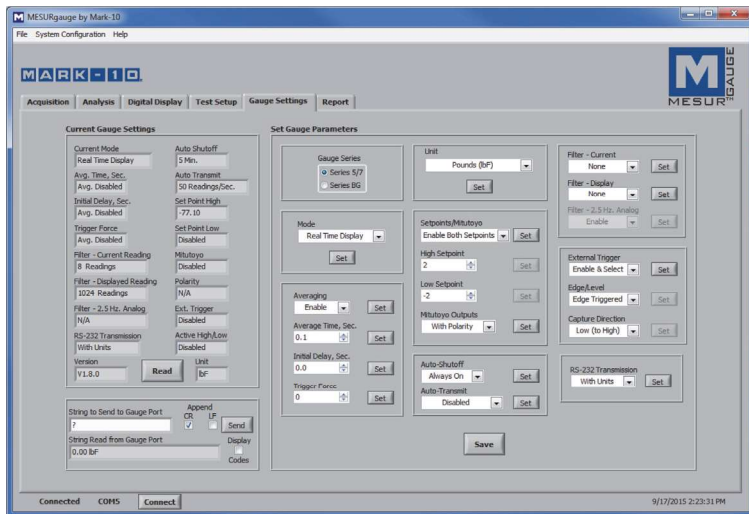 MESURgauge by Mark-10
File System Configuration Help
MARK-10
MESUR™ GAUGE
Acquisition Analysis Digital Display Test Setup Gauge Settings Report
Current Gauge Settings
Current Mode
Real Time Display
Auto Shutoff
5 Min.
Avg. Time, Sec.
Avg. Disabled
Auto Transmit
50 Readings/Sec.
Initial Delay, Sec.
Avg. Disabled
Set Point High
-77.10
Trigger Force
Avg. Disabled
Set Point Low
Disabled
Filter - Current Reading
8 Readings
Mitutoyo
Disabled
Filter - Displayed Reading
1024 Readings
Polarity
N/A
Filter - 2.5 Hz. Analog
N/A
Ext. Trigger
Disabled
RS-232 Transmission
With Units
Active High/Low
Disabled
Version
V1.8.0
Read
Unit
lbF
String to Send to Gauge Port
?
Append
CR LF
Send
String Read from Gauge Port
0.00 lbF
Display
Codes
Set Gauge Parameters
Gauge Series
Series 5/7
Series BG
Mode
Real Time Display
Set
Averaging
Enable
Set
Average Time, Sec.
0.1
Set
Initial Delay, Sec.
0.0
Set
Trigger Force
0
Set
Unit
Pounds (lbF)
Set
Setpoints/Mitutoyo
Enable Both Setpoints
Set
High Setpoint
2
Set
Low Setpoint
-2
Set
Mitutoyo Outputs
With Polarity
Set
Auto-Shutoff
Always On
Set
Auto-Transmit
Disabled
Set
Filter - Current
None
Set
Filter - Display
None
Set
Filter - 2.5 Hz. Analog
Enable
Set
External Trigger
Enable & Select
Set
Edge/Level
Edge Triggered
Set
Capture Direction
Low (to High)
Set
RS-232 Transmission
With Units
Set
Save
Connected COM5 Connect
9/17/2015 2:23:31 PM